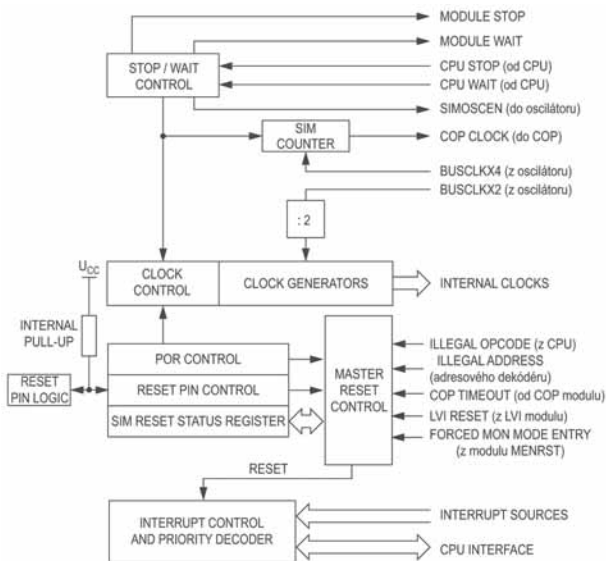 MODULE STOP
MODULE WAIT
STOP / WAIT
CONTROL
CPU STOP (od CPU)
CPU WAIT (od CPU)
SIMOSCEN (do oscilátoru)
SIM
COUNTER
COP CLOCK (do COP)
BUSCLKX4 (z oscilátoru)
BUSCLKX2 (z oscilátoru)
: 2
UCC
CLOCK
CONTROL
CLOCK GENERATORS
INTERNAL CLOCKS
INTERNAL
PULL-UP
RESET
PIN LOGIC
POR CONTROL
RESET PIN CONTROL
SIM RESET STATUS REGISTER
MASTER
RESET
CONTROL
ILLEGAL OPCODE (z CPU)
ILLEGAL ADDRESS
(adresového dekódéru)
COP TIMEOUT (od COP modulu)
LVI RESET (z LVI modulu)
FORCED MON MODE ENTRY
(z modulu MENRST)
RESET
INTERRUPT CONTROL
AND PRIORITY DECODER
INTERRUPT SOURCES
CPU INTERFACE